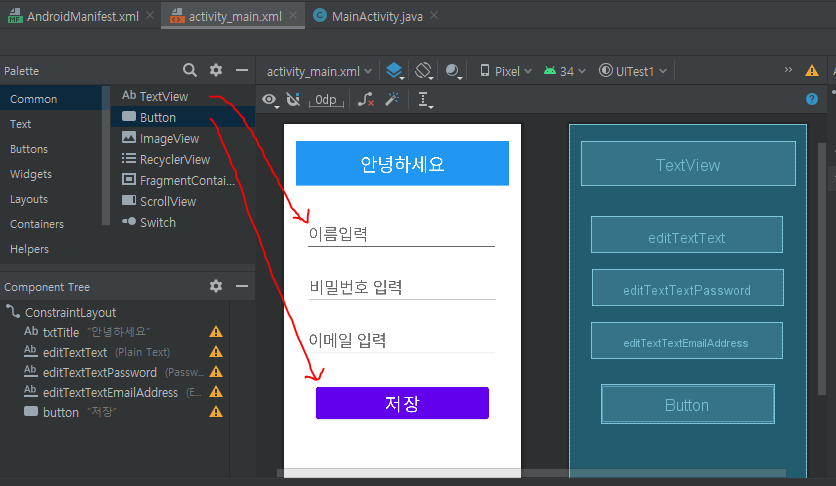 AndroidManifest.xml
activity_main.xml
MainActivity.java
Palette
activity_main.xml
Pixel
34
UITest1
Common
Text
Buttons
Widgets
Layouts
Containers
Helpers
Ab TextView
Button
ImageView
RecyclerView
FragmentContai...
ScrollView
Switch
0dp
안녕하세요
이름입력
비밀번호 입력
이메일 입력
저장
TextView
editTextText
editTextTextPassword
editTextTextEmailAddress
Button
Component Tree
ConstraintLayout
Ab txtTitle "안녕하세요"
Ab editTextText (Plain Text)
Ab editTextTextPassword (Passw...
Ab editTextTextEmailAddress (E...
button "저장"